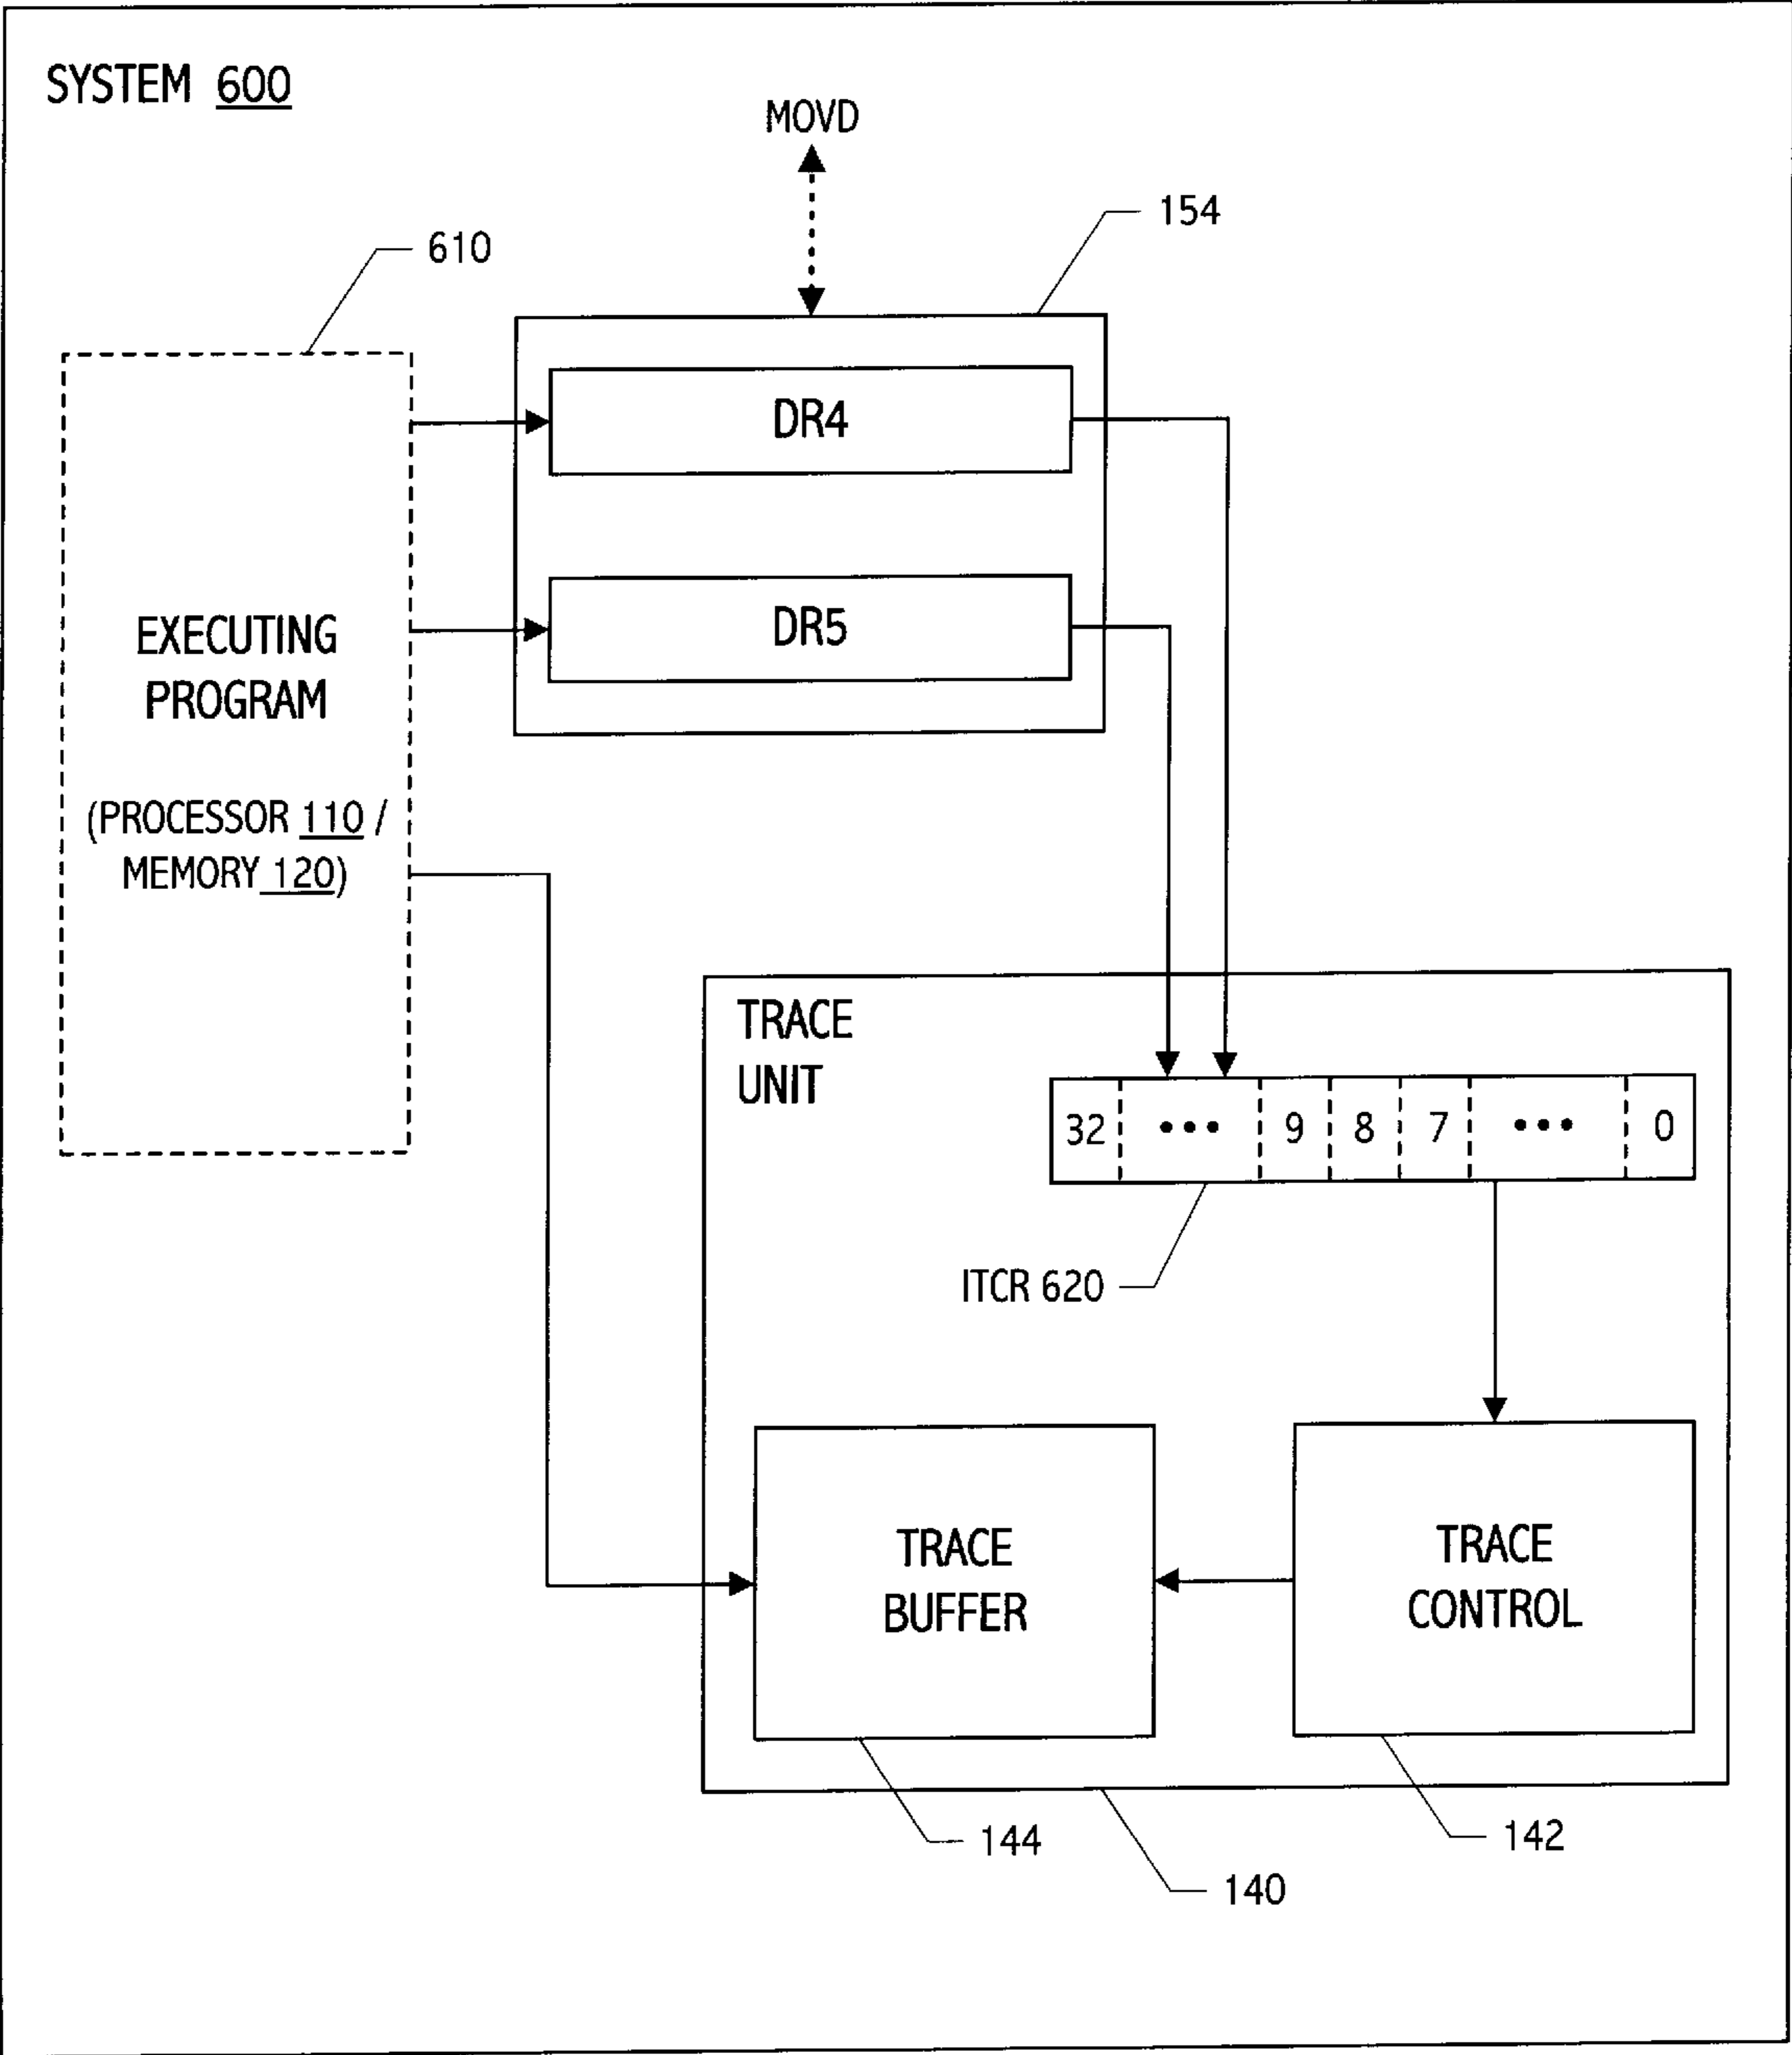 SYSTEM 600
MOVD
154
610
DR4
DR5
EXECUTING
PROGRAM
(PROCESSOR 110 /
MEMORY 120)
TRACE
UNIT
32 ••• 9 8 7 ••• 0
ITCR 620
TRACE
BUFFER
TRACE
CONTROL
144
142
140